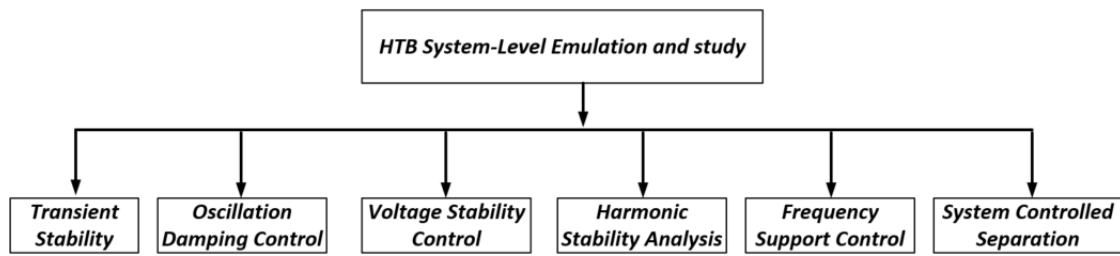 HTB System-Level Emulation and study
Transient
Stability
Oscillation
Damping Control
Voltage Stability
Control
Harmonic
Stability Analysis
Frequency
Support Control
System Controlled
Separation